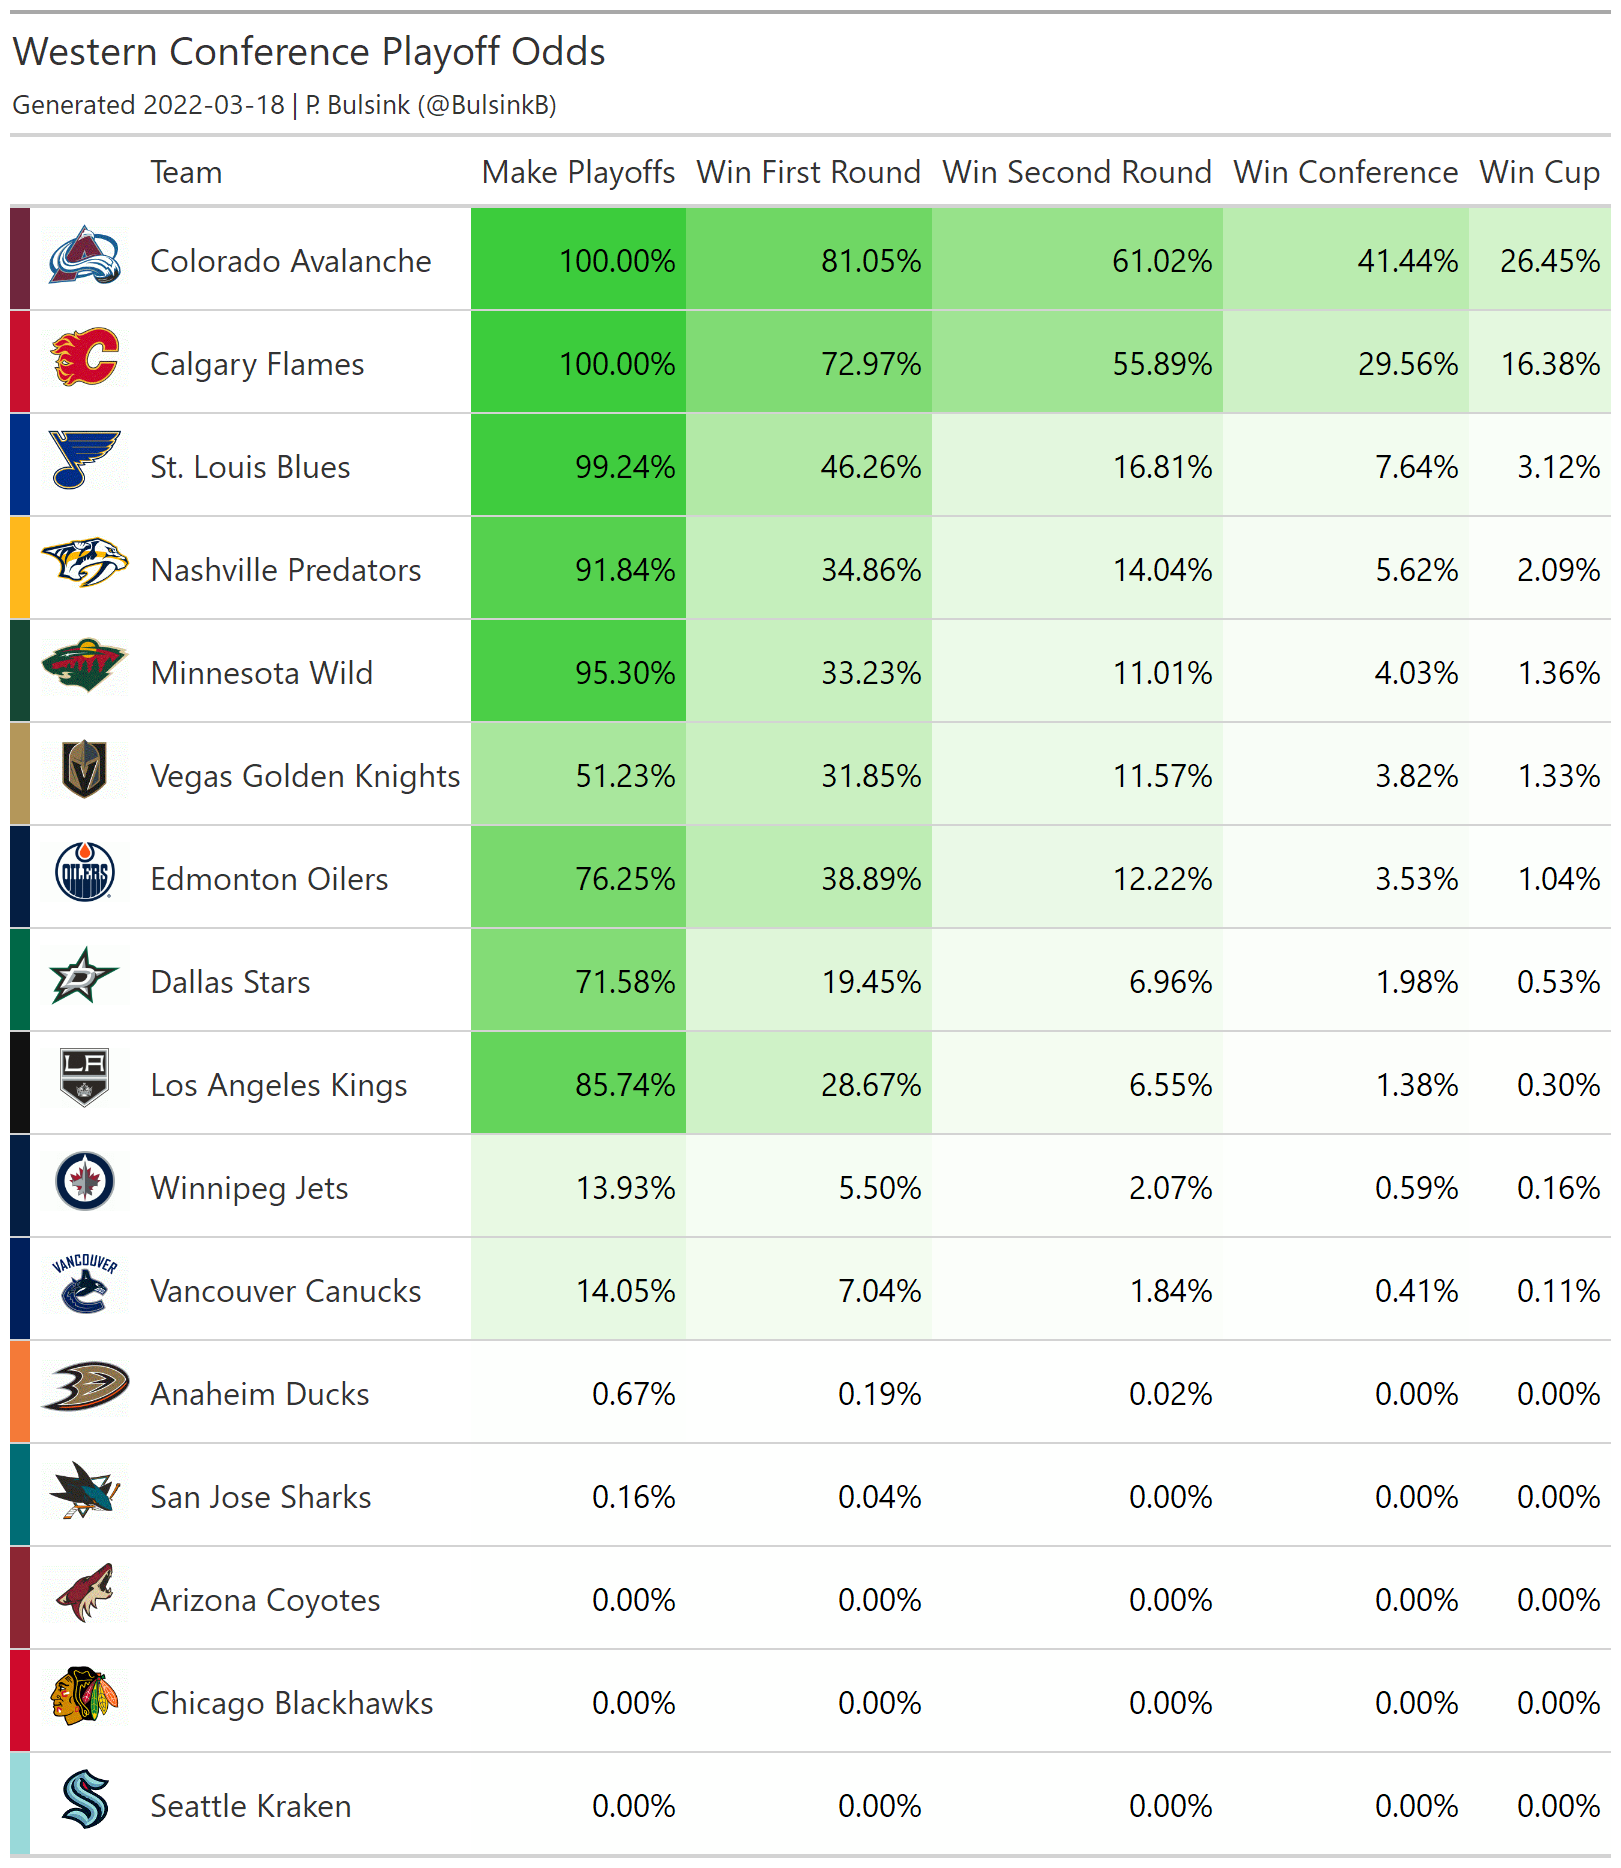 Western Conference Playoff Odds
Generated 2022-03-18 | P. Bulsink (@BulsinkB)
Team Make Playoffs Win First Round Win Second Round Win Conference Win Cup
Colorado Avalanche 100.00% 81.05% 61.02% 41.44% 26.45%
Calgary Flames 100.00% 72.97% 55.89% 29.56% 16.38%
St. Louis Blues 99.24% 46.26% 16.81% 7.64% 3.12%
Nashville Predators 91.84% 34.86% 14.04% 5.62% 2.09%
Minnesota Wild 95.30% 33.23% 11.01% 4.03% 1.36%
Vegas Golden Knights 51.23% 31.85% 11.57% 3.82% 1.33%
OILERS Edmonton Oilers 76.25% 38.89% 12.22% 3.53% 1.04%
D Dallas Stars 71.58% 19.45% 6.96% 1.98% 0.53%
LA Los Angeles Kings 85.74% 28.67% 6.55% 1.38% 0.30%
Winnipeg Jets 13.93% 5.50% 2.07% 0.59% 0.16%
VANCOUVER Vancouver Canucks 14.05% 7.04% 1.84% 0.41% 0.11%
Anaheim Ducks 0.67% 0.19% 0.02% 0.00% 0.00%
San Jose Sharks 0.16% 0.04% 0.00% 0.00% 0.00%
Arizona Coyotes 0.00% 0.00% 0.00% 0.00% 0.00%
Chicago Blackhawks 0.00% 0.00% 0.00% 0.00% 0.00%
Seattle Kraken 0.00% 0.00% 0.00% 0.00% 0.00%